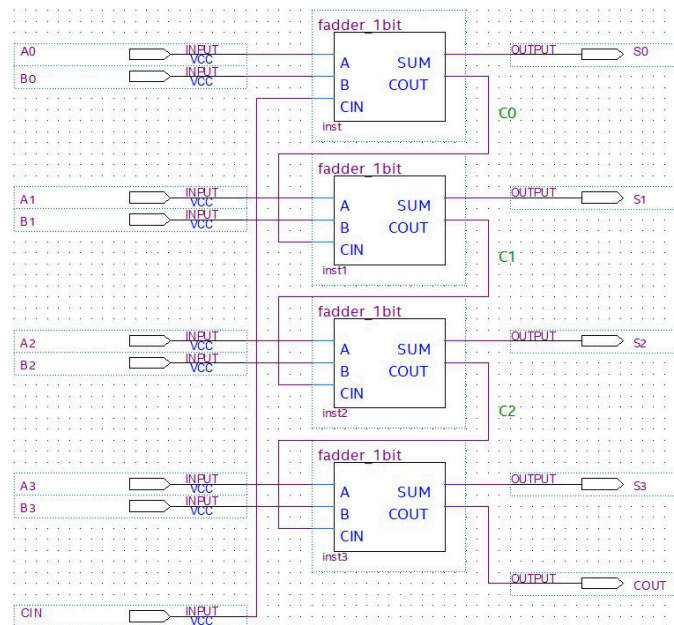 fadder_1bit
A0 INPUT VCC A SUM OUTPUT S0
B0 INPUT VCC B COUT
CIN C0
inst
fadder_1bit
A1 INPUT VCC A SUM OUTPUT S1
B1 INPUT VCC B COUT
CIN C1
inst1
fadder_1bit
A2 INPUT VCC A SUM OUTPUT S2
B2 INPUT VCC B COUT
CIN C2
inst2
fadder_1bit
A3 INPUT VCC A SUM OUTPUT S3
B3 INPUT VCC B COUT
CIN
inst3
OUTPUT COUT
CIN INPUT VCC